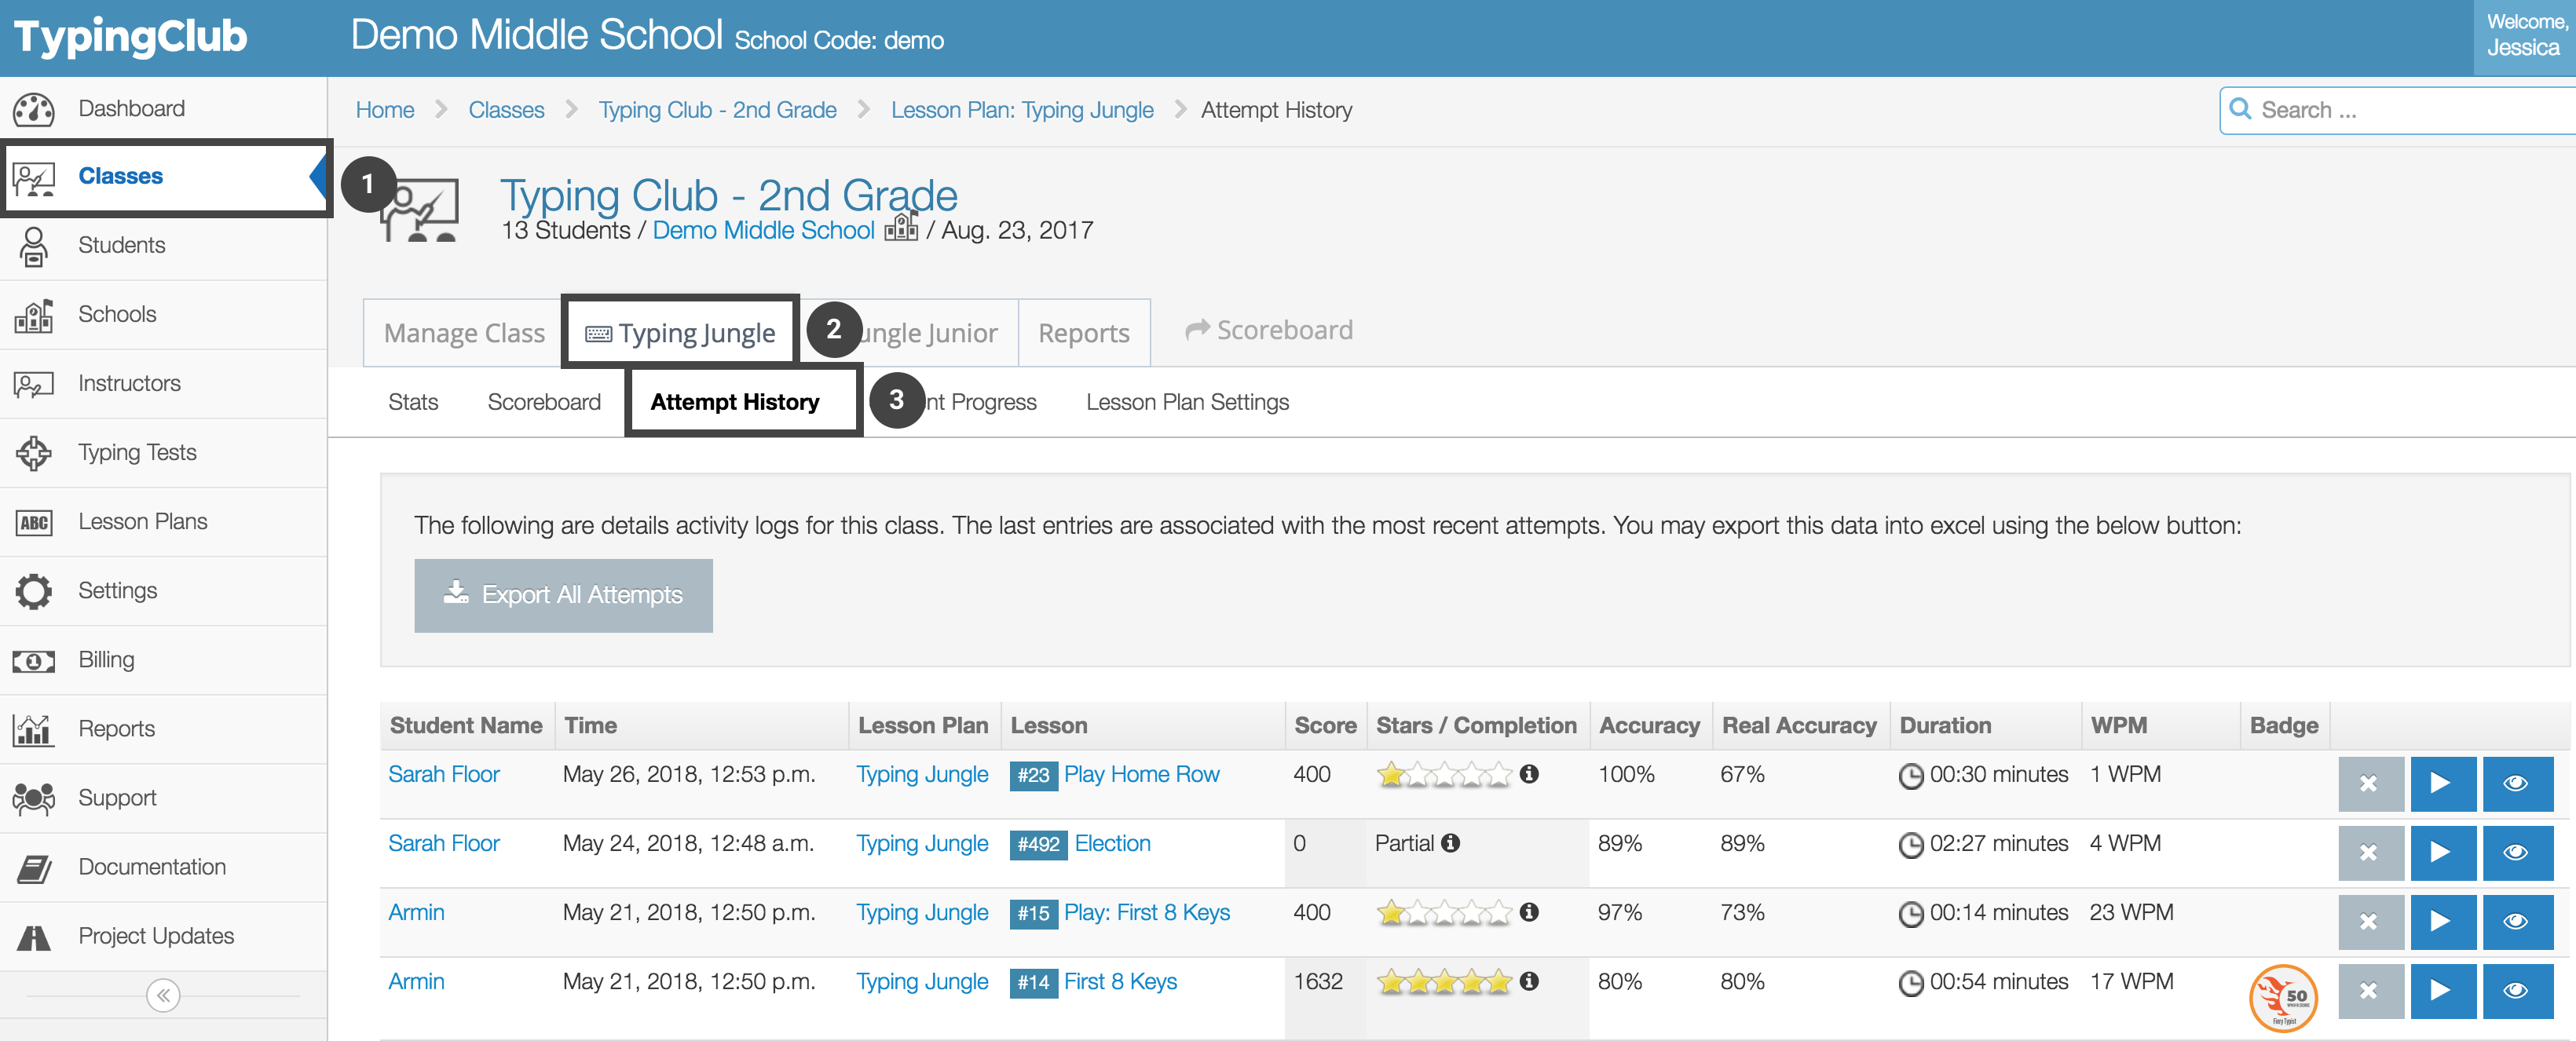 TypingClub
Demo Middle School School Code: demo
Welcome,
Jessica
Dashboard
Classes
Students
Schools
Instructors
Typing Tests
ABC Lesson Plans
Settings
Billing
Reports
Support
Documentation
Project Updates
Home Classes Typing Club - 2nd Grade Lesson Plan: Typing Jungle Attempt History
Search ...
1
Typing Club - 2nd Grade
13 Students / Demo Middle School / Aug. 23, 2017
Manage Class Typing Jungle 2 ungle Junior Reports Scoreboard
Stats Scoreboard Attempt History 3 nt Progress Lesson Plan Settings
The following are details activity logs for this class. The last entries are associated with the most recent attempts. You may export this data into excel using the below button:
Export All Attempts
Student Name Time Lesson Plan Lesson Score Stars / Completion Accuracy Real Accuracy Duration WPM Badge
Sarah Floor May 26, 2018, 12:53 p.m. Typing Jungle #23 Play Home Row 400 100% 67% 00:30 minutes 1 WPM
Sarah Floor May 24, 2018, 12:48 a.m. Typing Jungle #492 Election 0 Partial 89% 89% 02:27 minutes 4 WPM
Armin May 21, 2018, 12:50 p.m. Typing Jungle #15 Play: First 8 Keys 400 97% 73% 00:14 minutes 23 WPM
Armin May 21, 2018, 12:50 p.m. Typing Jungle #14 First 8 Keys 1632 80% 80% 00:54 minutes 17 WPM
50
Fiery Typist